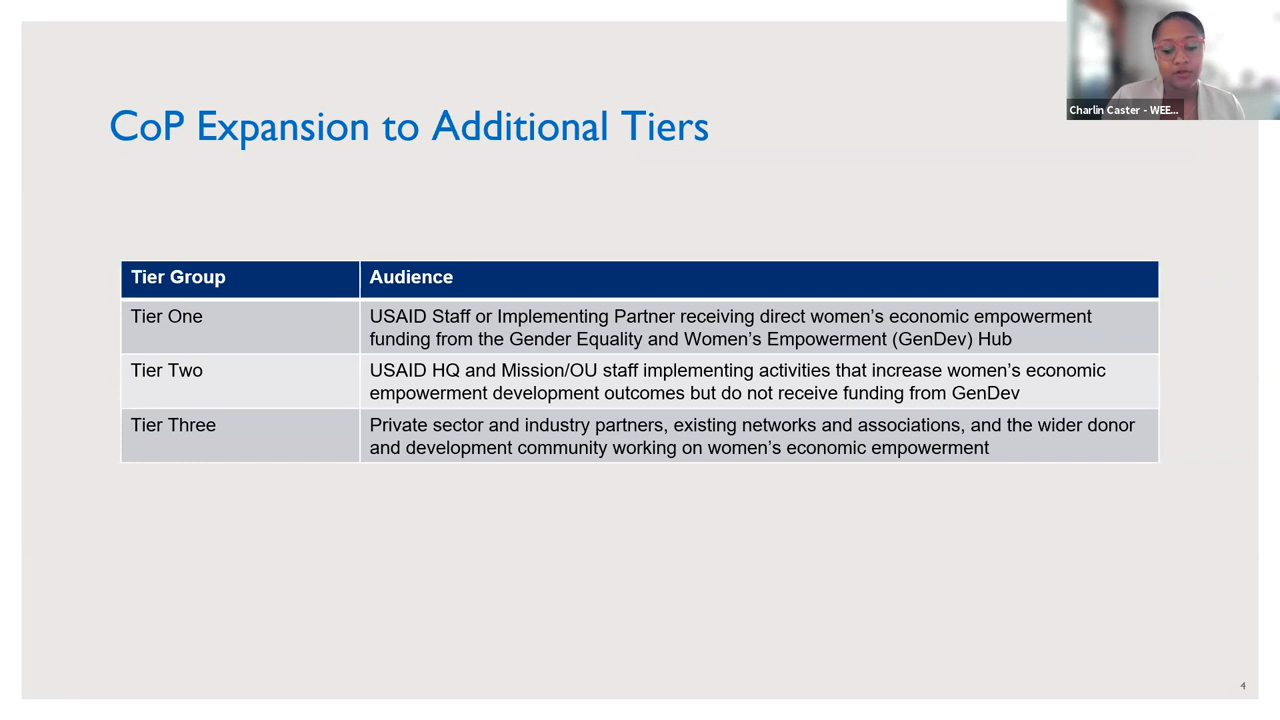 CoP Expansion to Additional Tiers
Charlin Caster - WEE...
Tier Group
Audience
Tier One
USAID Staff or Implementing Partner receiving direct women's economic empowerment
funding from the Gender Equality and Women's Empowerment (GenDev) Hub
Tier Two
USAID HQ and Mission/OU staff implementing activities that increase women's economic
empowerment development outcomes but do not receive funding from GenDev
Tier Three
Private sector and industry partners, existing networks and associations, and the wider donor
and development community working on women's economic empowerment
4